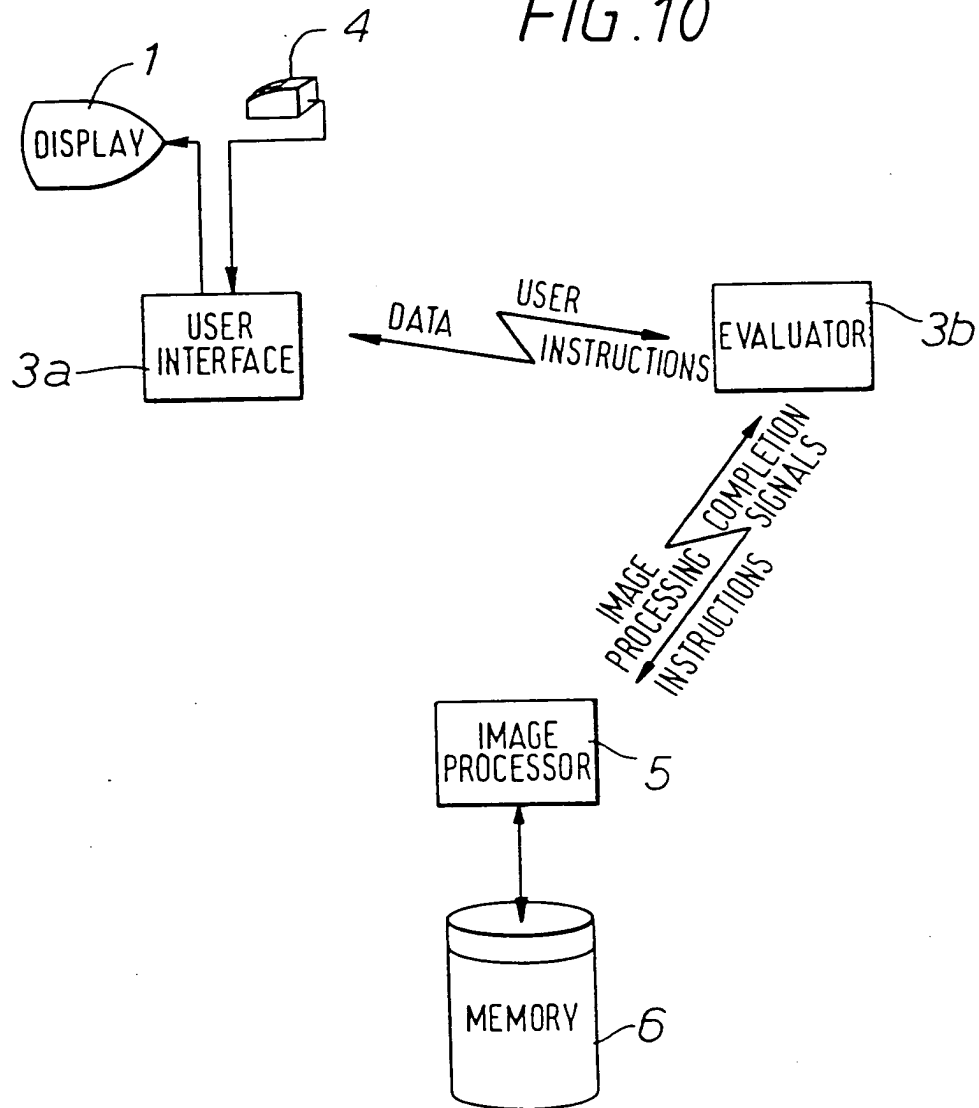 FIG.10
4
1
DISPLAY
USER
INTERFACE
3a
DATA
USER
INSTRUCTIONS
EVALUATOR
3b
COMPLETION
SIGNALS
IMAGE
PROCESSING
INSTRUCTIONS
IMAGE
PROCESSOR
5
MEMORY
6